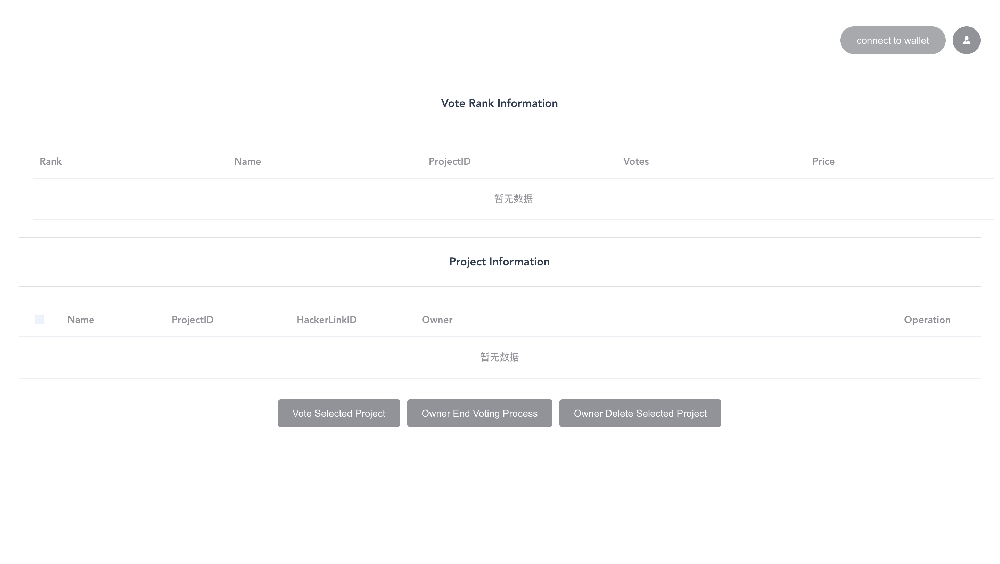 connect to wallet
Vote Rank Information
Rank Name ProjectID Votes Price
暂无数据
Project Information
Name ProjectID HackerLinkID Owner Operation
暂无数据
Vote Selected Project Owner End Voting Process Owner Delete Selected Project